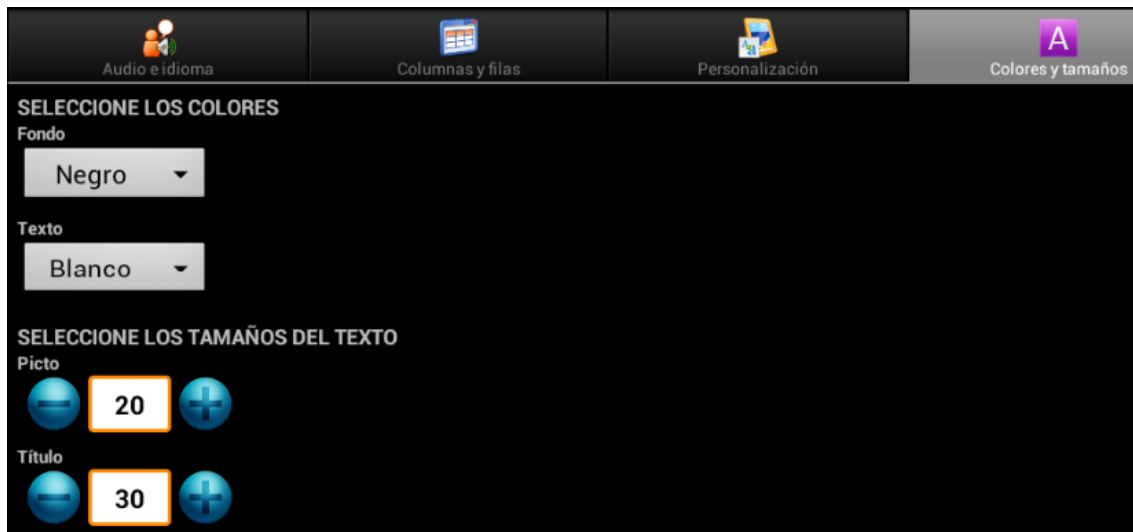 Audio e idioma
Columnas y filas
Personalización
A
Colores y tamaños
SELECCIONE LOS COLORES
Fondo
Negro
Texto
Blanco
SELECCIONE LOS TAMAÑOS DEL TEXTO
Picto
20
Título
30